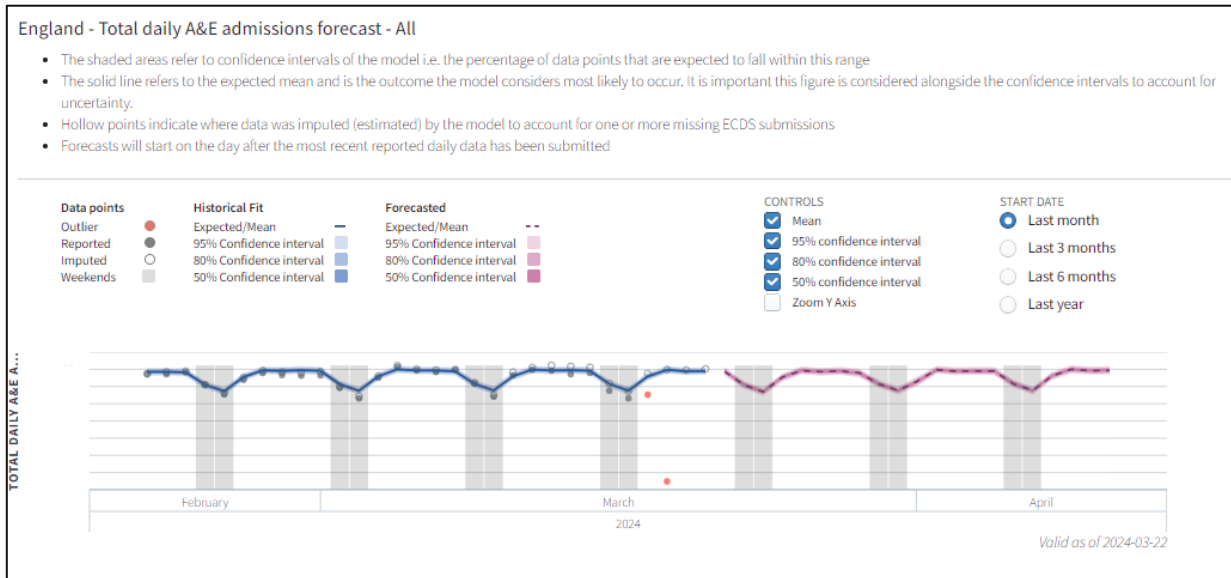 England - Total daily A&E admissions forecast - All
The shaded areas refer to confidence intervals of the model i.e. the percentage of data points that are expected to fall within this range
The solid line refers to the expected mean and is the outcome the model considers most likely to occur. It is important this figure is considered alongside the confidence intervals to account for
uncertainty.
Hollow points indicate where data was imputed (estimated) by the model to account for one or more missing ECDS submissions
Forecasts will start on the day after the most recent reported daily data has been submitted
Data points
Outlier
Reported
Imputed
Weekends
Historical Fit
Expected/Mean
95% Confidence interval
80% Confidence interval
50% Confidence interval
Forecasted
Expected/Mean
95% Confidence interval
80% Confidence interval
50% Confidence interval
CONTROLS
Mean
95% confidence interval
80% confidence interval
50% confidence interval
Zoom Y Axis
START DATE
Last month
Last 3 months
Last 6 months
Last year
TOTAL DAILY A&E A...
February
March
April
2024
Valid as of 2024-03-22